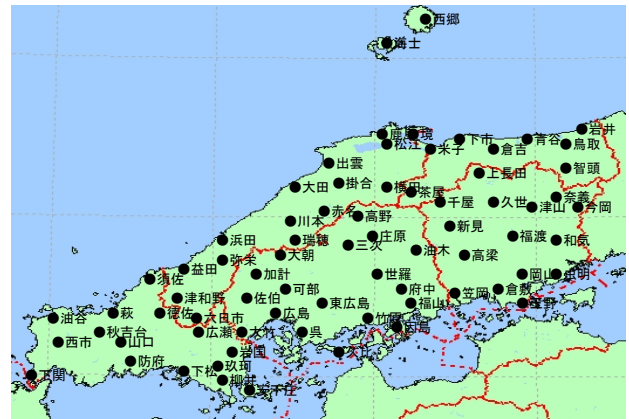 西郷
海士
鹿島
境
松江
米子
下市
倉吉
青谷
岩井
鳥取
智頭
出雲
大田
掛合
横田
茶屋
上長田
千屋
久世
津山
奈義
今岡
川本
赤名
高野
新見
福渡
和気
浜田
瑞穂
三次
庄原
油木
高梁
弥栄
大朝
益田
須佐
加計
世羅
岡山
虫明
津和野
佐伯
可部
東広島
府中
福山
笠岡
倉敷
玉野
油谷
萩
徳佐
六日市
広島
竹原
因島
秋吉台
広瀬
大竹
呉
西市
山口
岩国
久比
防府
下関
下松
玖珂
柳井
安下庄